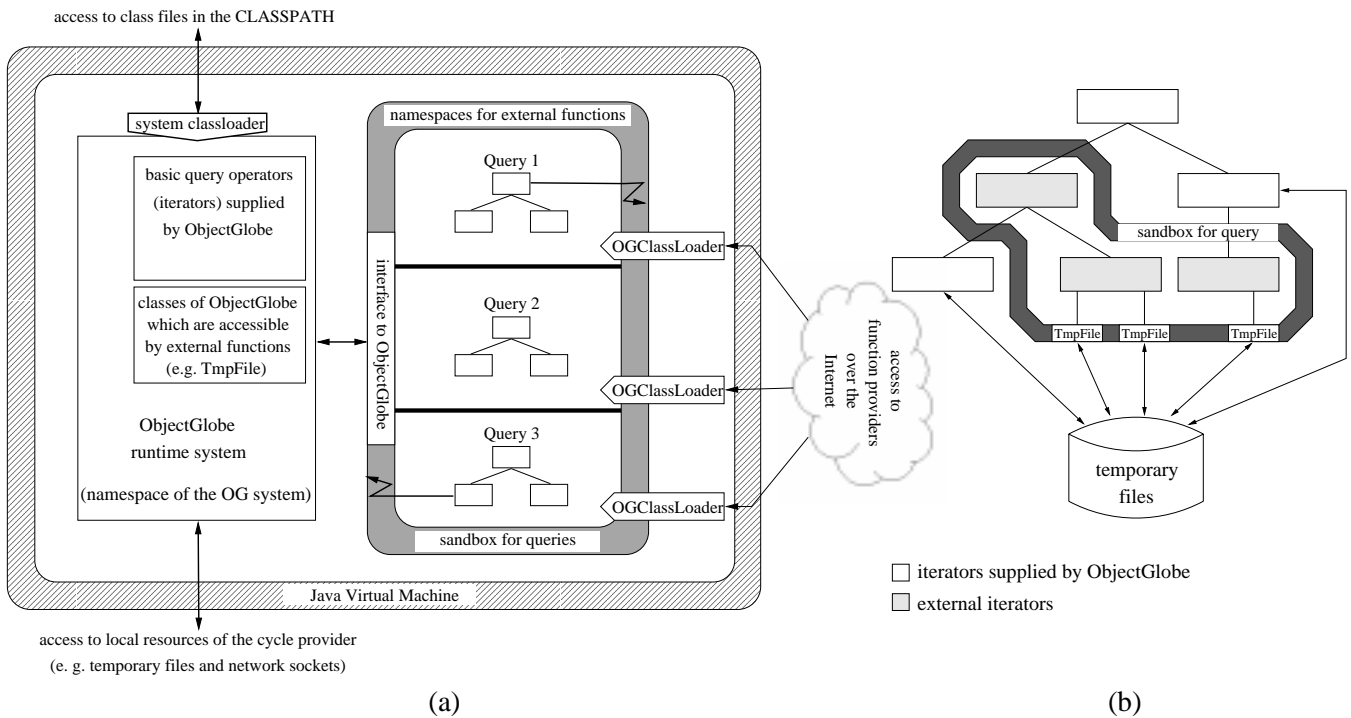 access to class files in the CLASSPATH
system classloader
basic query operators
(iterators) supplied
by ObjectGlobe
classes of ObjectGlobe
which are accessible
by external functions
(e.g. TmpFile)
ObjectGlobe
runtime system
(namespace of the OG system)
namespaces for external functions
interface to ObjectGlobe
Query 1
OGClassLoader
Query 2
OGClassLoader
Query 3
OGClassLoader
sandbox for queries
Java Virtual Machine
access to
function providers
over the
Internet
access to local resources of the cycle provider
(e. g. temporary files and network sockets)
(a)
sandbox for query
TmpFile
TmpFile
TmpFile
temporary
files
iterators supplied by ObjectGlobe
external iterators
(b)